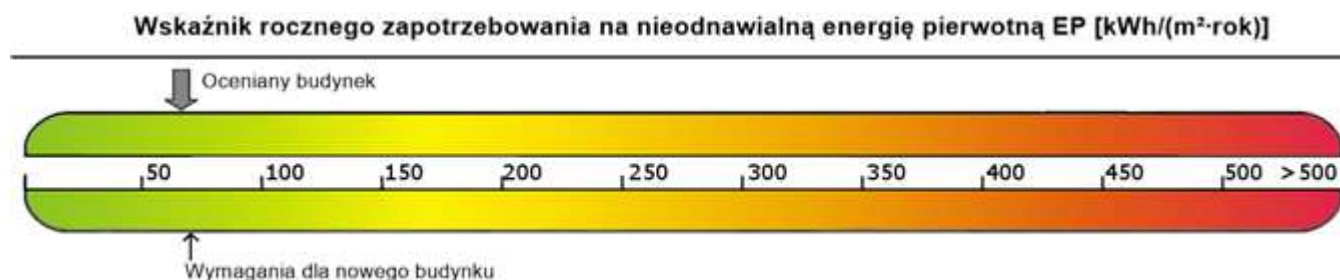 Wskaźnik rocznego zapotrzebowania na nieodnawialną energię pierwotną EP [kWh/(m²·rok)]
Oceniany budynek
50 100 150 200 250 300 350 400 450 500 >500
Wymagania dla nowego budynku